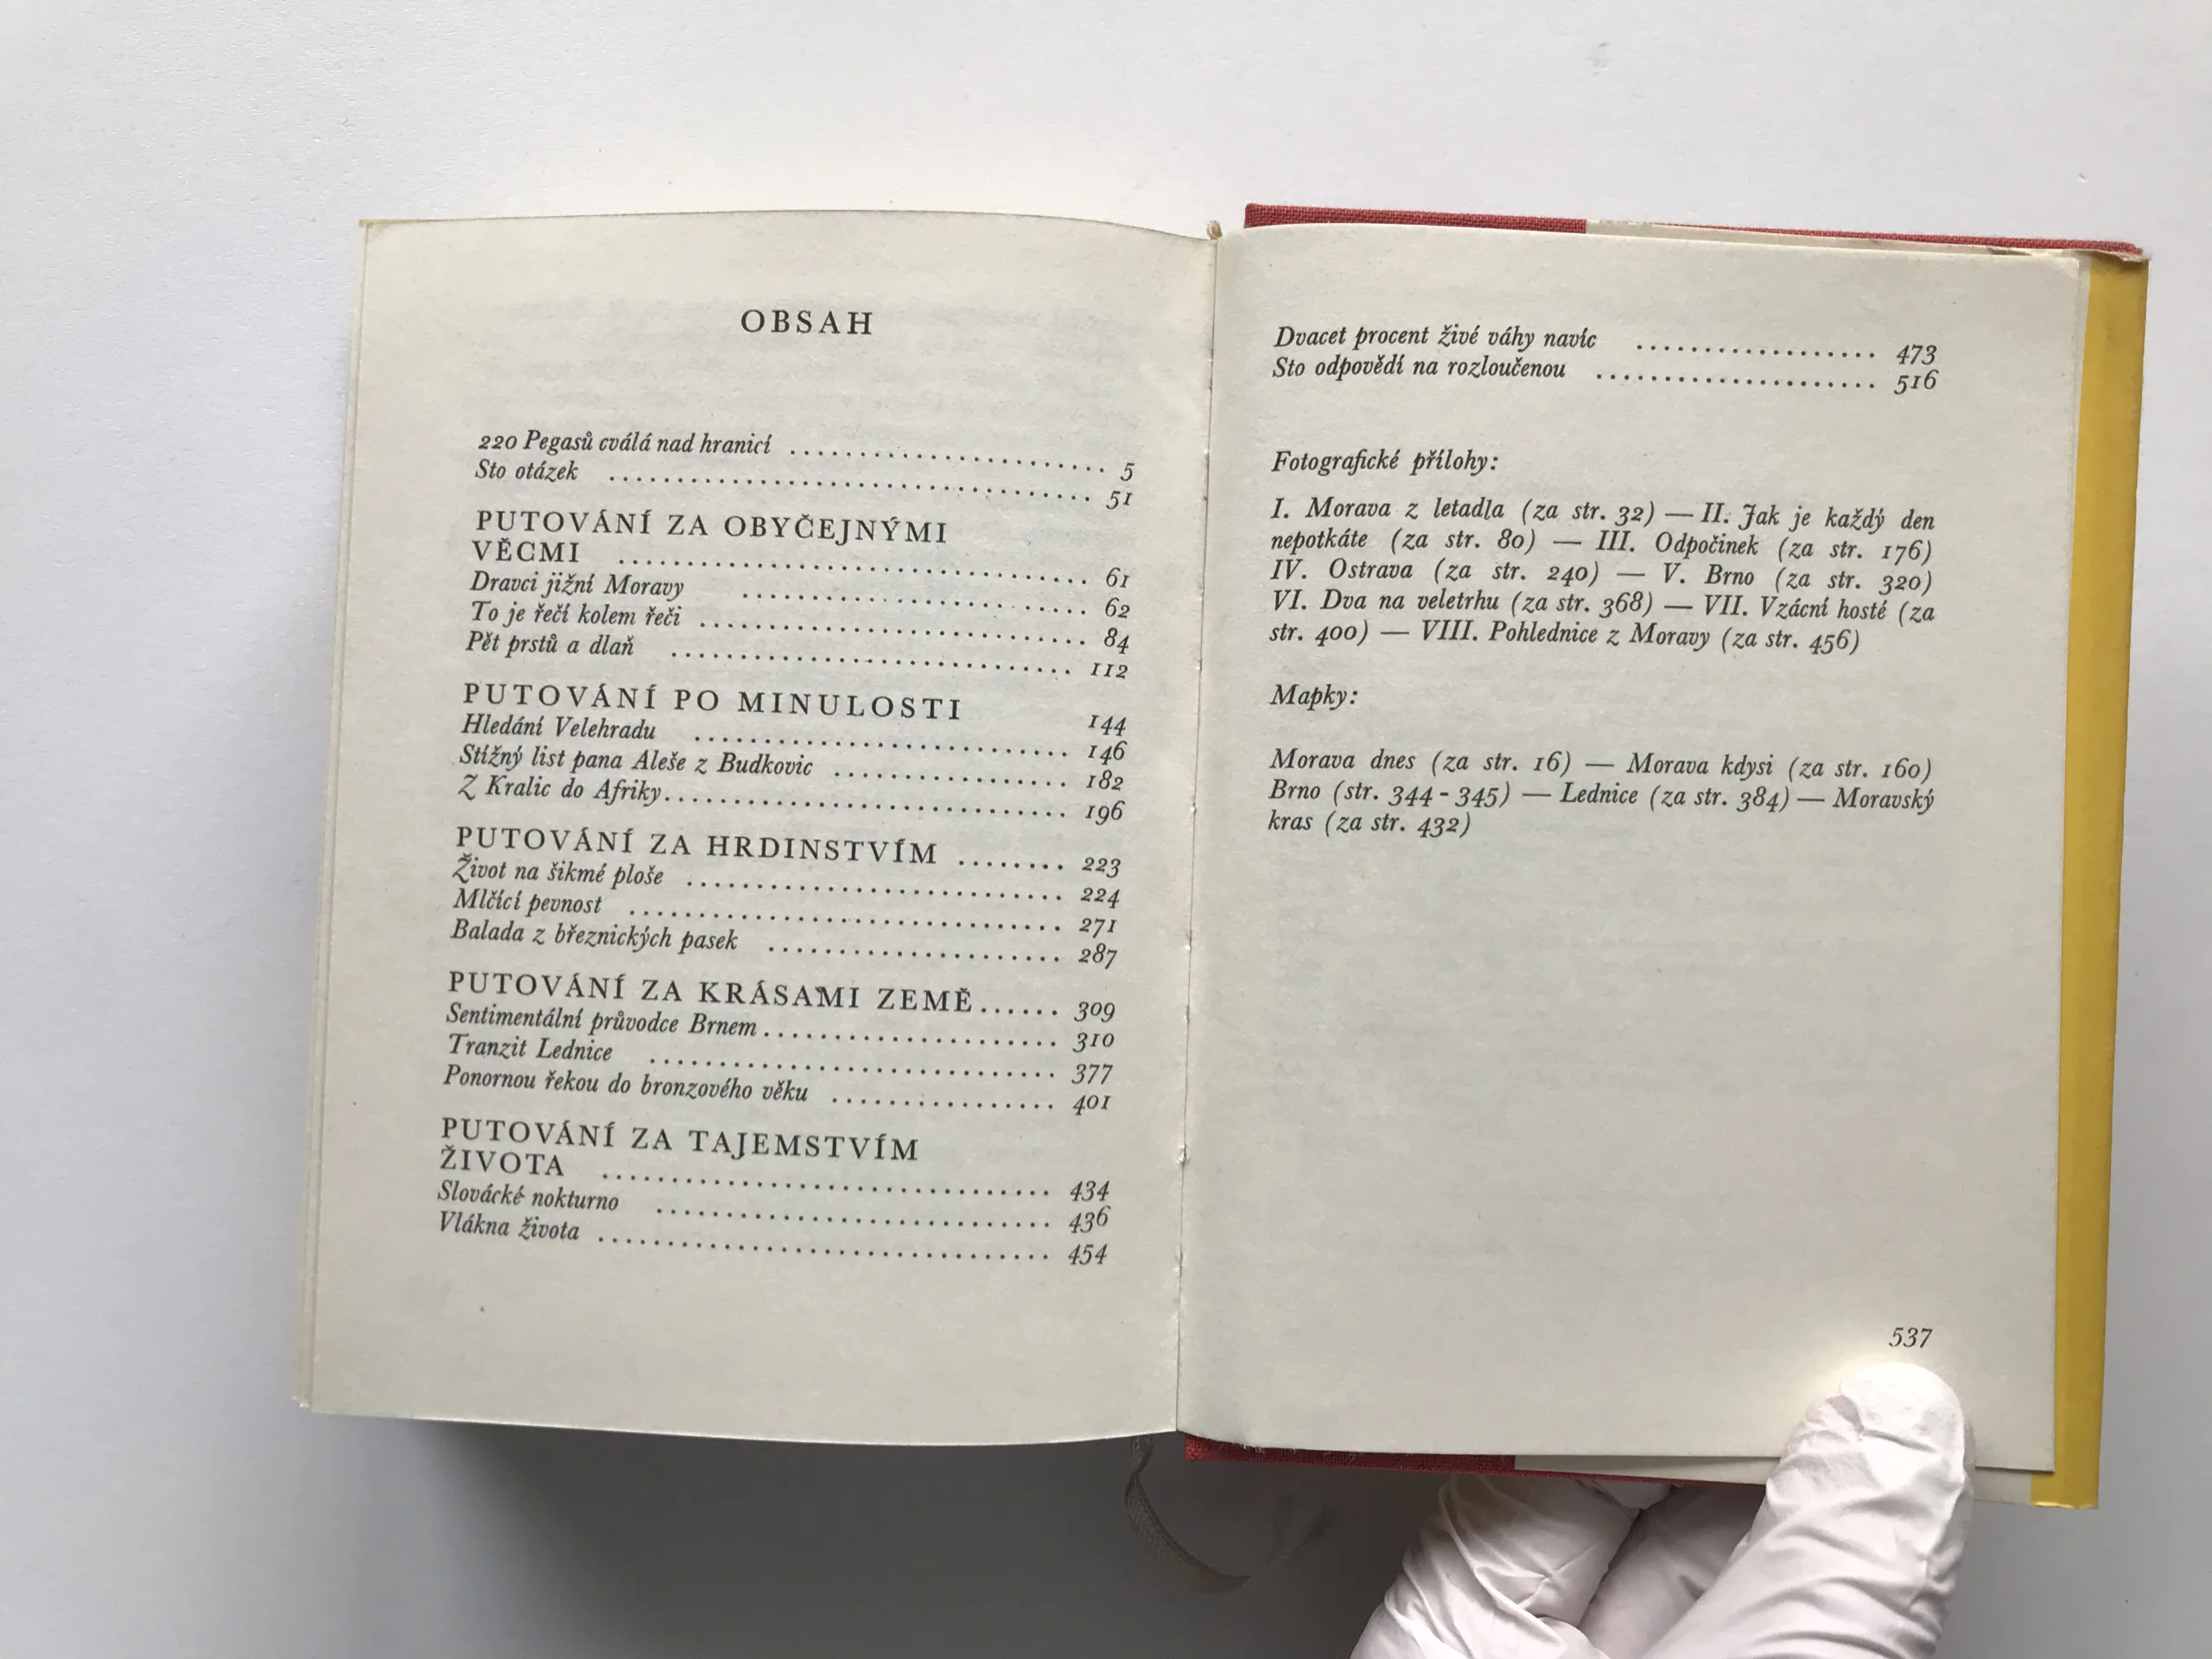 OBSAH
220 Pegasů cválá nad hranicí .......................... 5
Sto otázek .......................... 51
PUTOVÁNÍ ZA OBYČEJNÝMI
VĚCMI .......................... 61
Dravci jižní Moravy .......................... 62
To je řečí kolem řeči .......................... 84
Pět prstů a dlaň .......................... 112
PUTOVÁNÍ PO MINULOSTI 144
Hledání Velehradu .......................... 146
Stížný list pana Aleše z Budkovic .................. 182
Z Kralic do Afriky .......................... 196
PUTOVÁNÍ ZA HRDINSTVÍM ........ 223
Život na šikmé ploše .......................... 224
Mlčící pevnost .......................... 271
Balada z březnických pasek ...................... 287
PUTOVÁNÍ ZA KRÁSAMI ZEMĚ ...... 309
Sentimentální průvodce Brnem ...................... 310
Tranzit Lednice .......................... 377
Ponornou řekou do bronzového věku ................ 401
PUTOVÁNÍ ZA TAJEMSTVÍM
ŽIVOTA .......................... 434
Slovácké nokturno .......................... 436
Vlákna života .......................... 454
Dvacet procent živé váhy navíc .................. 473
Sto odpovědí na rozloučenou ..................... 516
Fotografické přílohy:
I. Morava z letadla (za str. 32) — II. Jak je každý den
nepotkáte (za str. 80) — III. Odpočinek (za str. 176)
IV. Ostrava (za str. 240) — V. Brno (za str. 320)
VI. Dva na veletrhu (za str. 368) — VII. Vzácní hosté (za
str. 400) — VIII. Pohlednice z Moravy (za str. 456)
Mapky:
Morava dnes (za str. 16) — Morava kdysi (za str. 160)
Brno (str. 344-345) — Lednice (za str. 384) — Moravský
kras (za str. 432)
537